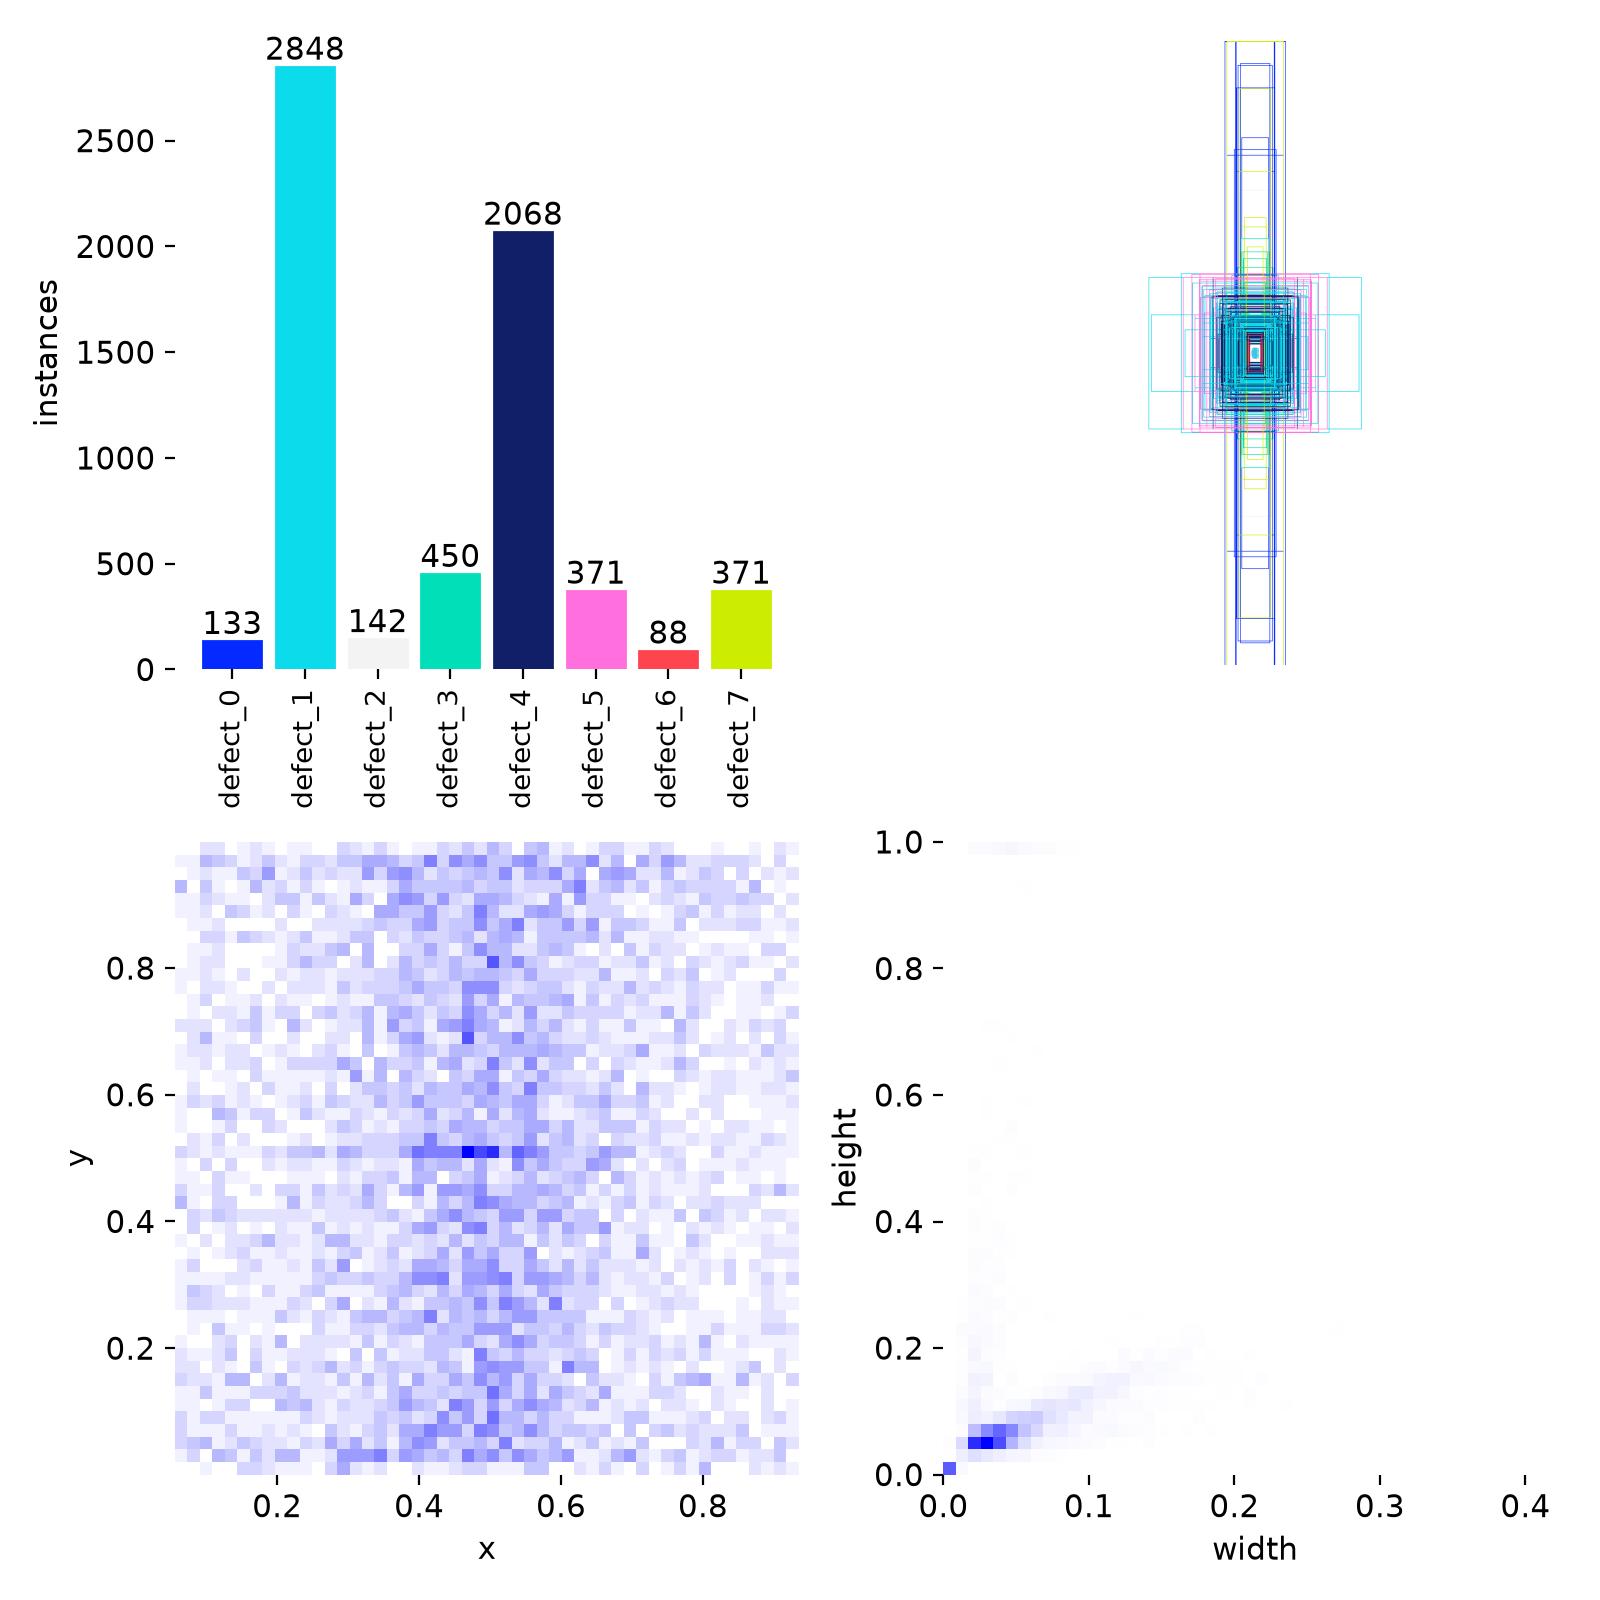 2848
2068
450
371
371
133
142
88
2500
2000
1500
1000
500
0
instances
defect_0
defect_1
defect_2
defect_3
defect_4
defect_5
defect_6
defect_7
0.8
0.6
0.4
0.2
y
0.2 0.4 0.6 0.8
x
1.0
0.8
0.6
0.4
0.2
0.0
height
0.0 0.1 0.2 0.3 0.4
width